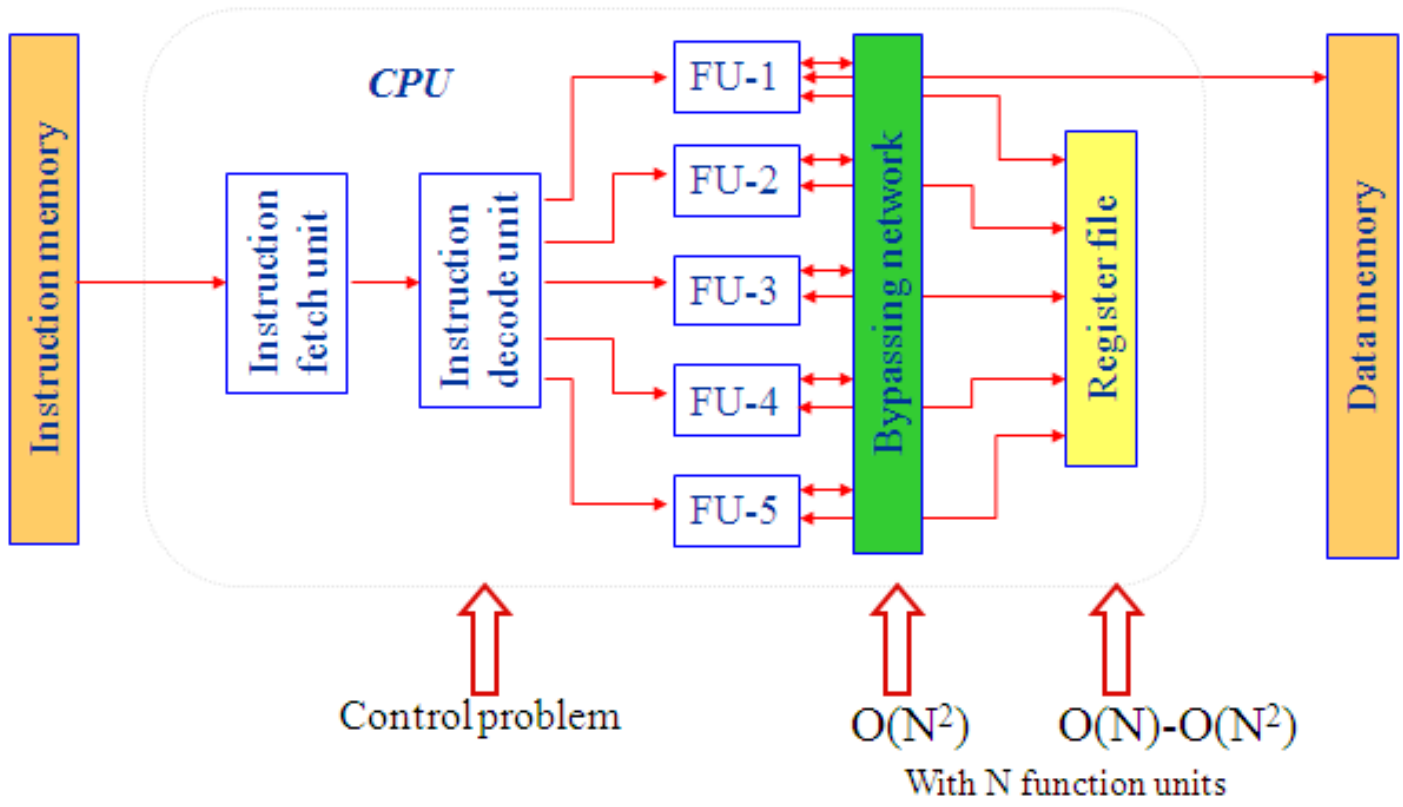 CPU
Instruction memory
Instruction
fetch unit
Instruction
decode unit
FU-1
FU-2
FU-3
FU-4
FU-5
Bypassing network
Register file
Data memory
Control problem
O(N²)
O(N)-O(N²)
With N function units